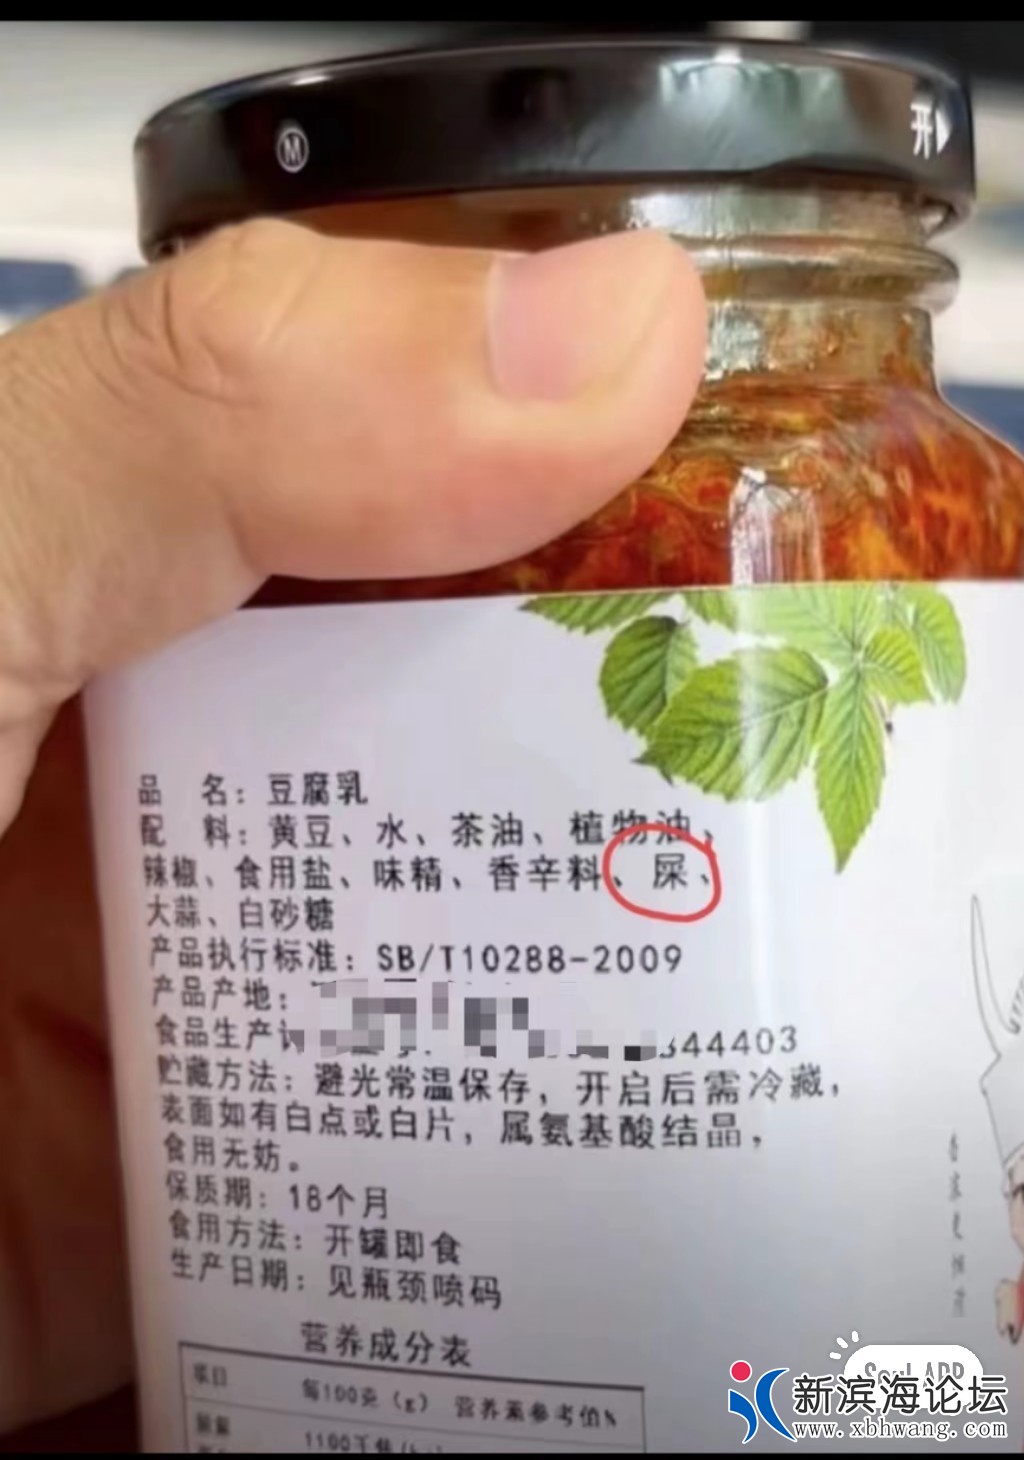 M
开
品 名：豆腐乳
配 料：黄豆、水、茶油、植物油、
辣椒、食用盐、味精、香辛料、屎、
大蒜、白砂糖
产品执行标准：SB/T10288-2009
产品产地：
食品生产许 344403
贮藏方法：避光常温保存，开启后需冷藏，
表面如有白点或白片，属氨基酸结晶，
食用无妨。
保质期：18个月
食用方法：开罐即食
生产日期：见瓶颈喷码
营养成分表
项目 每100克（g） 营养素参考值%
能量 1100千焦
Soul APP
新滨海论坛
www.xbhwang.com